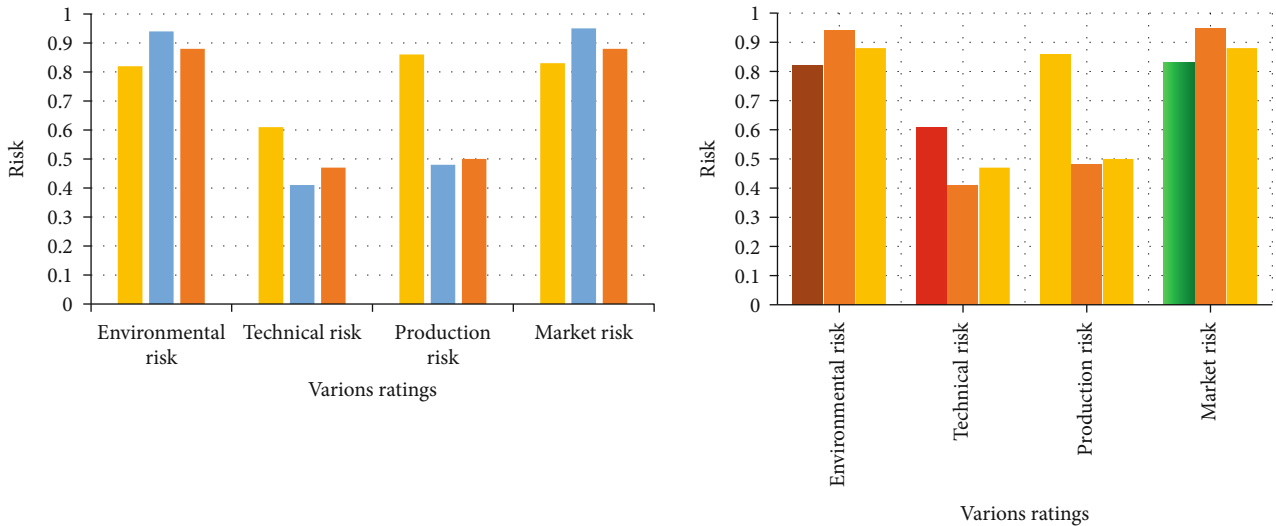 1
0.9
0.8
0.7
0.6
0.5
0.4
0.3
0.2
0.1
0
Risk
Environmental
risk
Technical risk
Production
risk
Market risk
Varions ratings
1
0.9
0.8
0.7
0.6
0.5
0.4
0.3
0.2
0.1
0
Risk
Environmental risk
Technical risk
Production risk
Market risk
Varions ratings